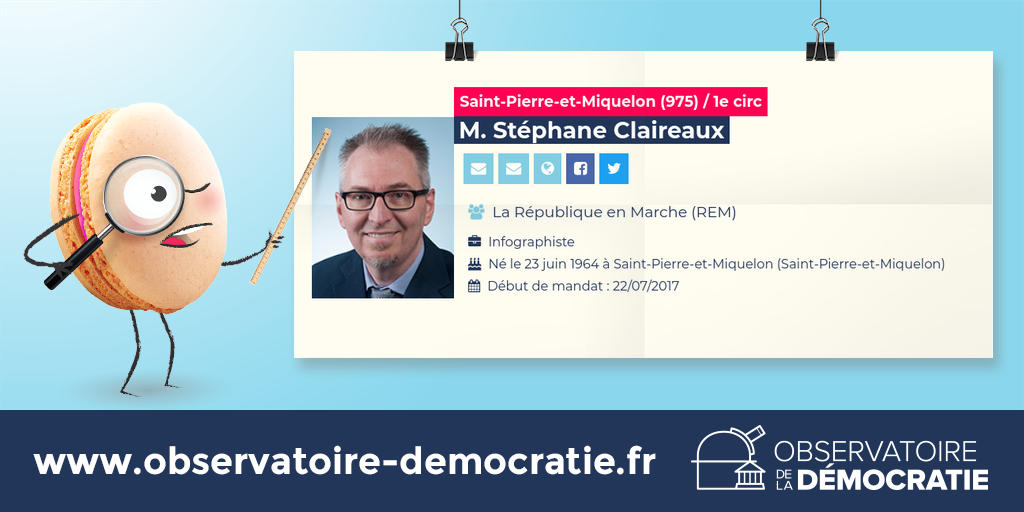 Saint-Pierre-et-Miquelon (975) / 1e circ
M. Stéphane Claireaux
La République en Marche (REM)
Infographiste
Né le 23 juin 1964 à Saint-Pierre-et-Miquelon (Saint-Pierre-et-Miquelon)
Début de mandat : 22/07/2017
www.observatoire-democratie.fr
OBSERVATOIRE
DE LA DÉMOCRATIE